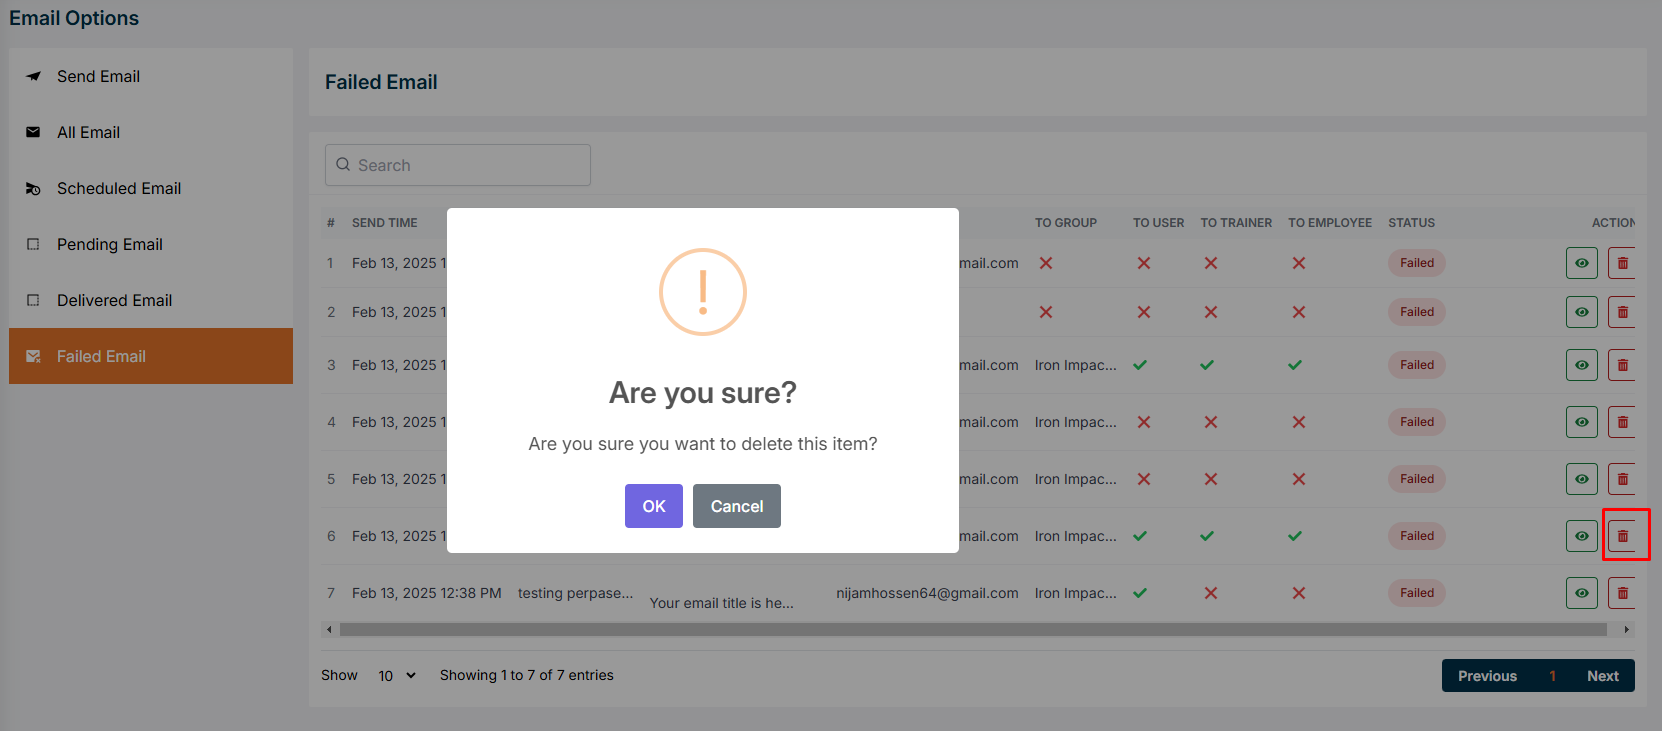 Email Options
Send Email
All Email
Scheduled Email
Pending Email
Delivered Email
Failed Email
Failed Email
Search
# SEND TIME TO GROUP TO USER TO TRAINER TO EMPLOYEE STATUS ACTION
1 Feb 13, 2025 1 mail.com Failed
2 Feb 13, 2025 1 Failed
3 Feb 13, 2025 1 mail.com Iron Impac... Failed
4 Feb 13, 2025 1 mail.com Iron Impac... Failed
5 Feb 13, 2025 1 mail.com Iron Impac... Failed
6 Feb 13, 2025 1 mail.com Iron Impac... Failed
7 Feb 13, 2025 12:38 PM testing perpase... Your email title is he... nijamhossen64@gmail.com Iron Impac... Failed
!
Are you sure?
Are you sure you want to delete this item?
OK Cancel
Show 10 Showing 1 to 7 of 7 entries Previous 1 Next